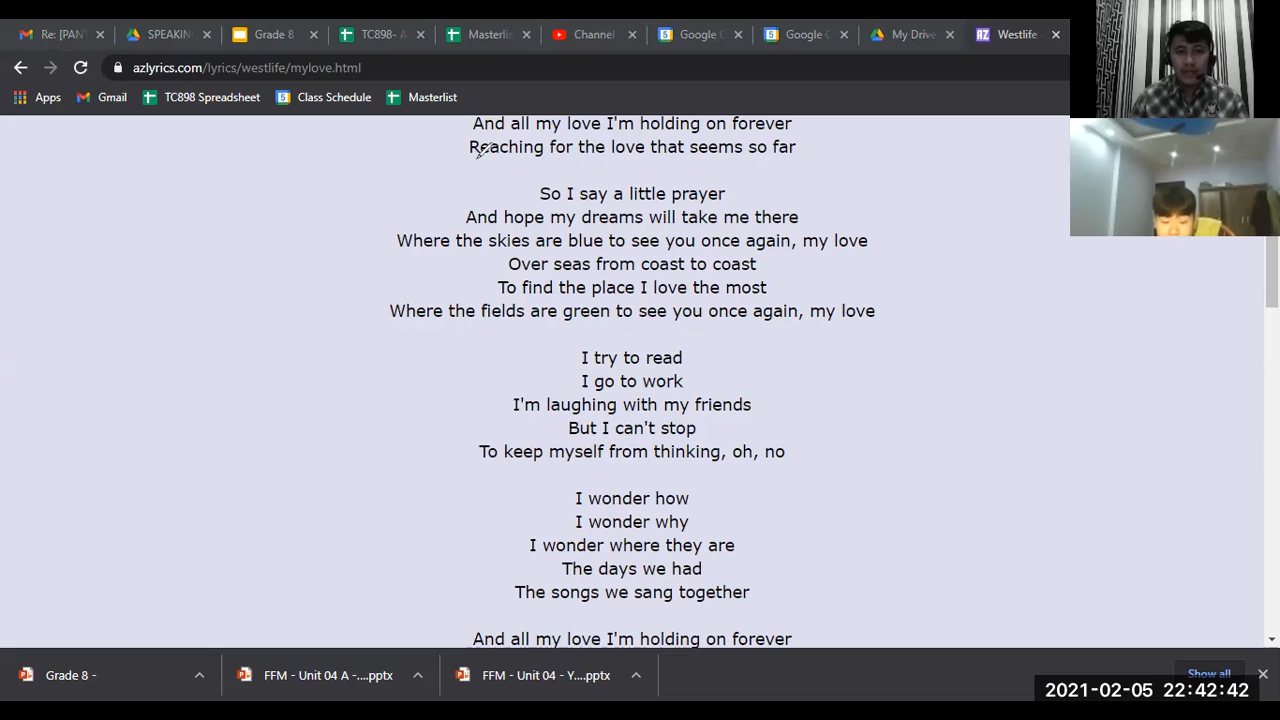 Re: [PAN
SPEAKIN
Grade 8 -
TC898- A
Masterlis
Channel
Google C
Google C
My Drive
Westlife
azlyrics.com/lyrics/westlife/mylove.html
Apps
Gmail
TC898 Spreadsheet
Class Schedule
Masterlist
And all my love I'm holding on forever
Reaching for the love that seems so far
So I say a little prayer
And hope my dreams will take me there
Where the skies are blue to see you once again, my love
Over seas from coast to coast
To find the place I love the most
Where the fields are green to see you once again, my love
I try to read
I go to work
I'm laughing with my friends
But I can't stop
To keep myself from thinking, oh, no
I wonder how
I wonder why
I wonder where they are
The days we had
The songs we sang together
And all my love I'm holding on forever
Grade 8 -
FFM - Unit 04 A -....pptx
FFM - Unit 04 - Y....pptx
Show all
2021-02-05 22:42:42